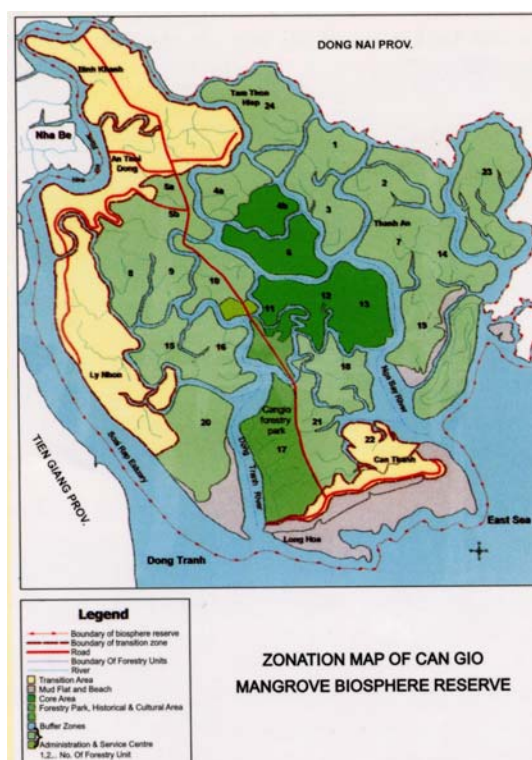 DONG NAI PROV.
Binh Khanh
Tam Thon
Hiep
24
Nha Be
1
23
An Thoi
Dong
2
5a
4a
4b
3
5b
Thanh An
7
14
6
8
9
10
12
13
11
19
15
16
18
Ly Nhon
Nga Bay River
Cangio
forestry
park
20
21
22
17
Can Thanh
Soai Rap Estuary
Dong Tranh River
TIEN GIANG PROV.
East Sea
Long Hoa
Dong Tranh
Legend
Boundary of biosphere reserve
Boundary of transition zone
Road
Boundary Of Forestry Units
River
Transition Area
Mud Flat and Beach
Core Area
Forestry Park, Historical & Cultural Area
Buffer Zones
Administration & Service Centre
1,2,.. No. Of Forestry Unit
ZONATION MAP OF CAN GIO
MANGROVE BIOSPHERE RESERVE